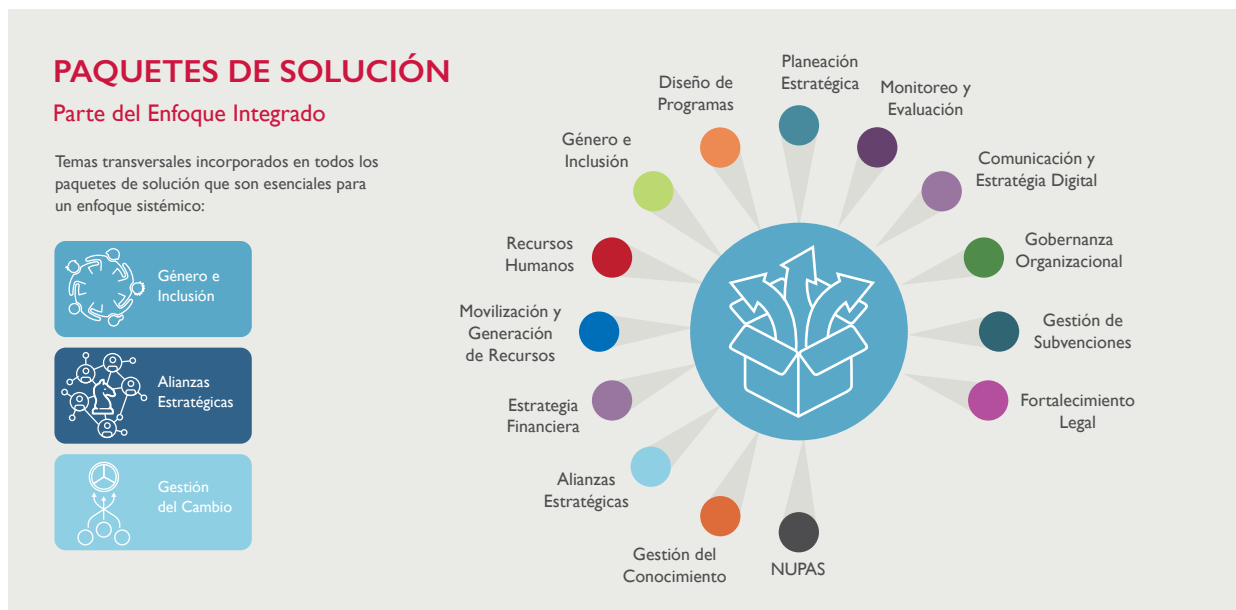 PAQUETES DE SOLUCIÓN
Parte del Enfoque Integrado
Temas transversales incorporados en todos los
paquetes de solución que son esenciales para
un enfoque sistémico:
Género e
Inclusión
Alianzas
Estratégicas
Gestión
del Cambio
Planeación
Estratégica
Monitoreo y
Evaluación
Comunicación y
Estratégia Digital
Gobernanza
Organizacional
Gestión de
Subvenciones
Fortalecimiento
Legal
NUPAS
Gestión del
Conocimiento
Alianzas
Estratégicas
Estrategia
Financiera
Movilización y
Generación
de Recursos
Recursos
Humanos
Género e
Inclusión
Diseño de
Programas